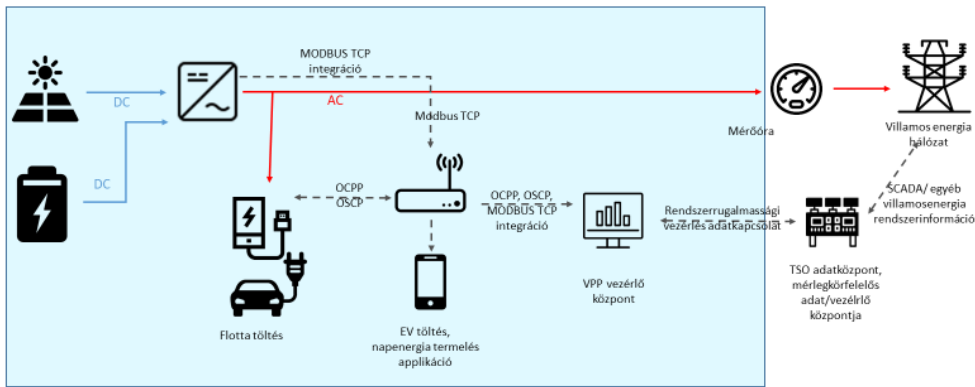 MODBUS TCP
integráció
DC
AC
Modbus TCP
Mérőóra
Villamos energia
hálózat
DC
OCPP
OSCP
OCPP, OSCP,
MODBUS TCP
integráció
Rendszerrugalmassági
vezérlés adatkapcsolat
SCADA/ egyéb
villamosenergia
rendszerinformáció
Flotta töltés
EV töltés,
napenergia termelés
applikáció
VPP vezérlő
központ
TSO adatközpont,
mérlegkörfelelős
adat/vezélrlő
központja